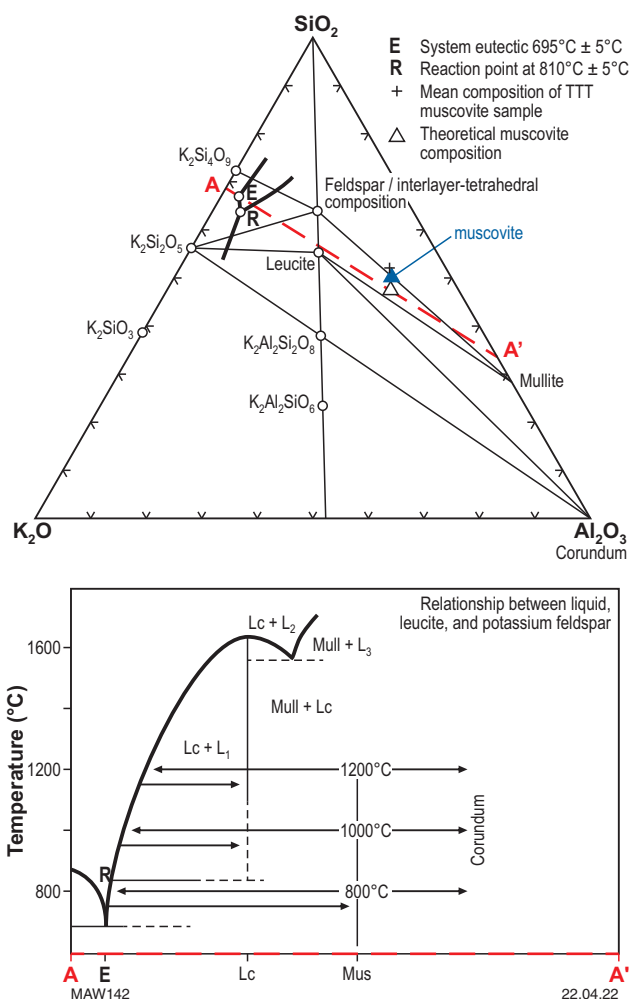 SiO₂
E System eutectic 695°C ± 5°C
R Reaction point at 810°C ± 5°C
+ Mean composition of TTT
muscovite sample
△ Theoretical muscovite
composition
K₂Si₄O₉
A
E
R
Feldspar / interlayer-tetrahedral
composition
muscovite
K₂Si₂O₅
Leucite
K₂SiO₃
K₂Al₂Si₂O₈
A'
Mullite
K₂Al₂SiO₆
K₂O
Al₂O₃
Corundum
Relationship between liquid,
leucite, and potassium feldspar
Lc + L₂
1600
Mull + L₃
Mull + Lc
Lc + L₁
Temperature (°C)
1200
1200°C
1000°C
Corundum
R
800
800°C
A
E
Lc
Mus
A'
MAW142
22.04.22